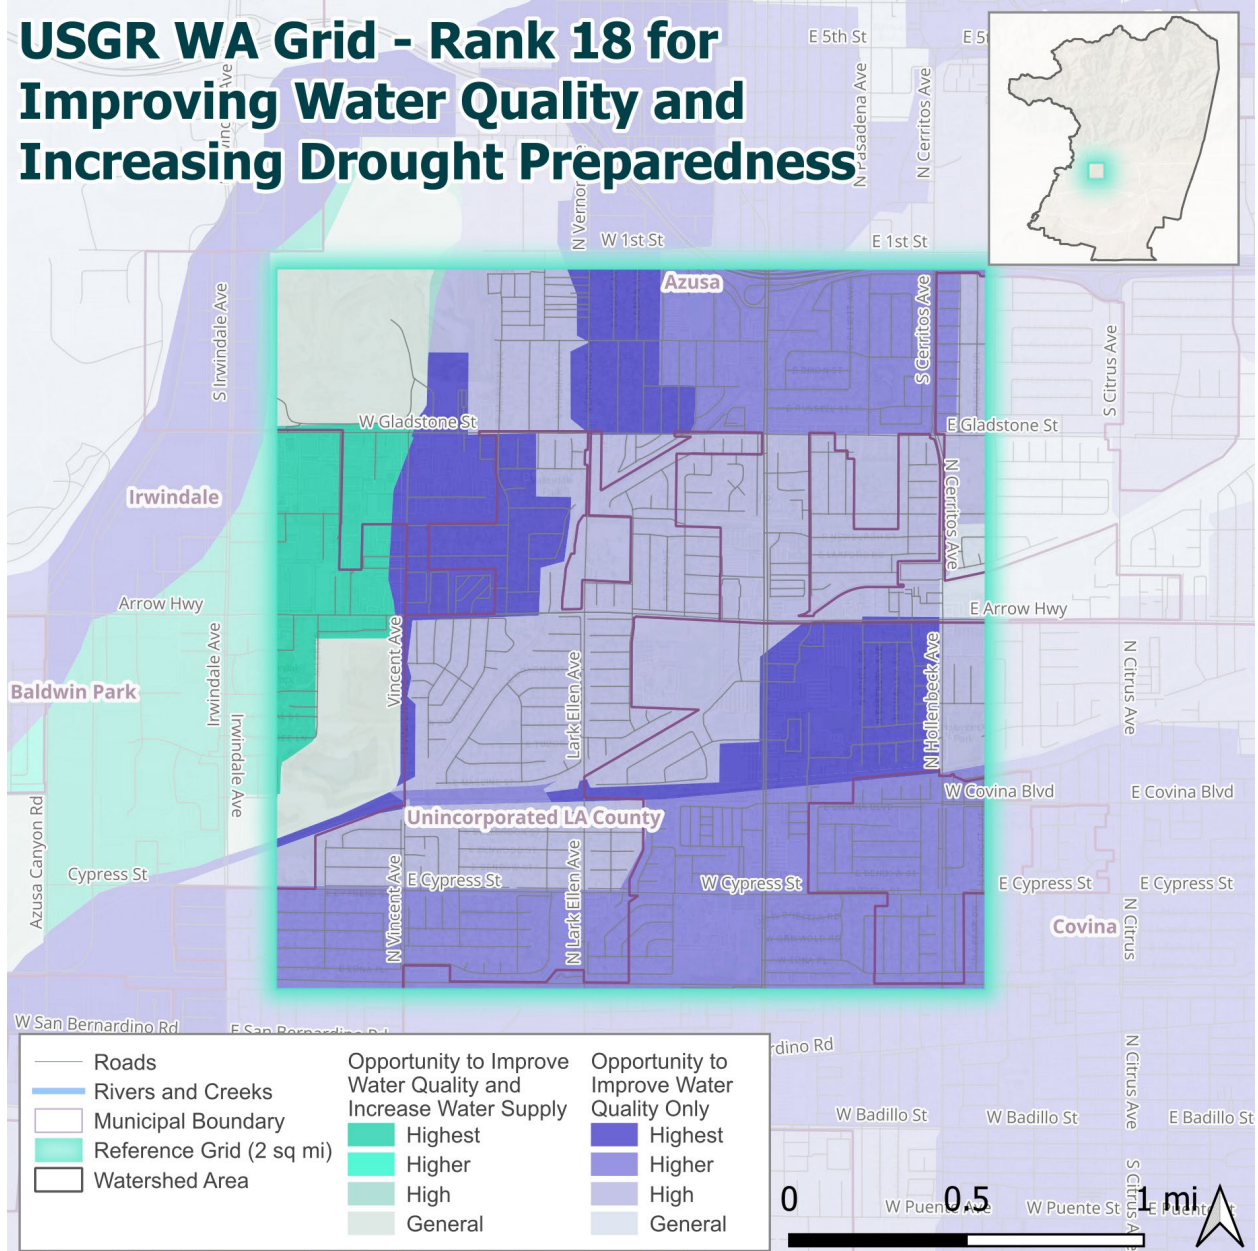 USGR WA Grid - Rank 18 for
Improving Water Quality and
Increasing Drought Preparedness
E 5th St
N Pasadena Ave
N Cerritos Ave
W 1st St
E 1st St
Azusa
S Irwindale Ave
S Cerritos Ave
S Citrus Ave
W Gladstone St
E Gladstone St
Irwindale
N Cerritos Ave
Arrow Hwy
E Arrow Hwy
Baldwin Park
Irwindale Ave
Irwindale Ave
Vincent Ave
Lark Ellen Ave
N Hollenbeck Ave
N Citrus Ave
W Covina Blvd
E Covina Blvd
Unincorporated LA County
Azusa Canyon Rd
Cypress St
N Vincent Ave
E Cypress St
N Lark Ellen Ave
W Cypress St
E Cypress St
E Cypress St
Covina
N Citrus
W San Bernardino Rd
E San Bernardino Rd
rdino Rd
N Citrus Ave
W Badillo St
W Badillo St
E Badillo St
S Citrus A
W Puente Ave
W Puente St
Roads
Rivers and Creeks
Municipal Boundary
Reference Grid (2 sq mi)
Watershed Area
Opportunity to Improve
Water Quality and
Increase Water Supply
Highest
Higher
High
General
Opportunity to
Improve Water
Quality Only
Highest
Higher
High
General
0 0.5 1 mi